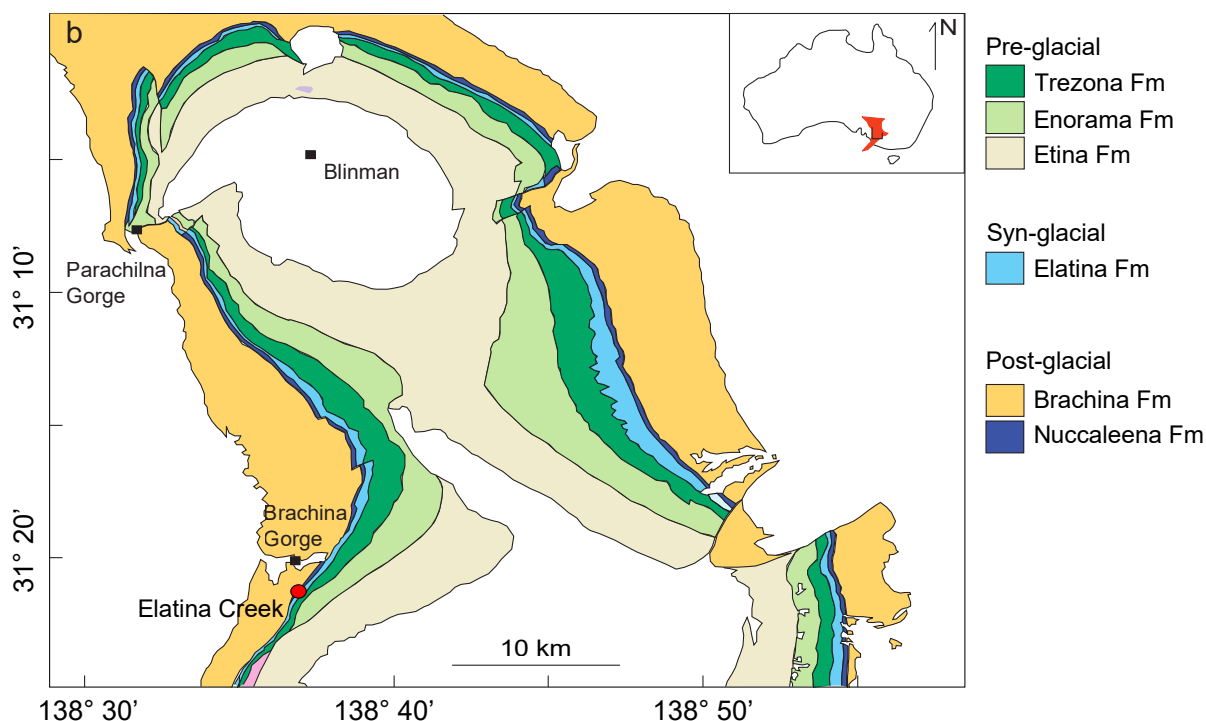 b
N
Blinman
Parachilna
Gorge
Brachina
Gorge
Elatina Creek
10 km
31° 10'
31° 20'
138° 30'
138° 40'
138° 50'
Pre-glacial
Trezona Fm
Enorama Fm
Etina Fm
Syn-glacial
Elatina Fm
Post-glacial
Brachina Fm
Nuccaleena Fm